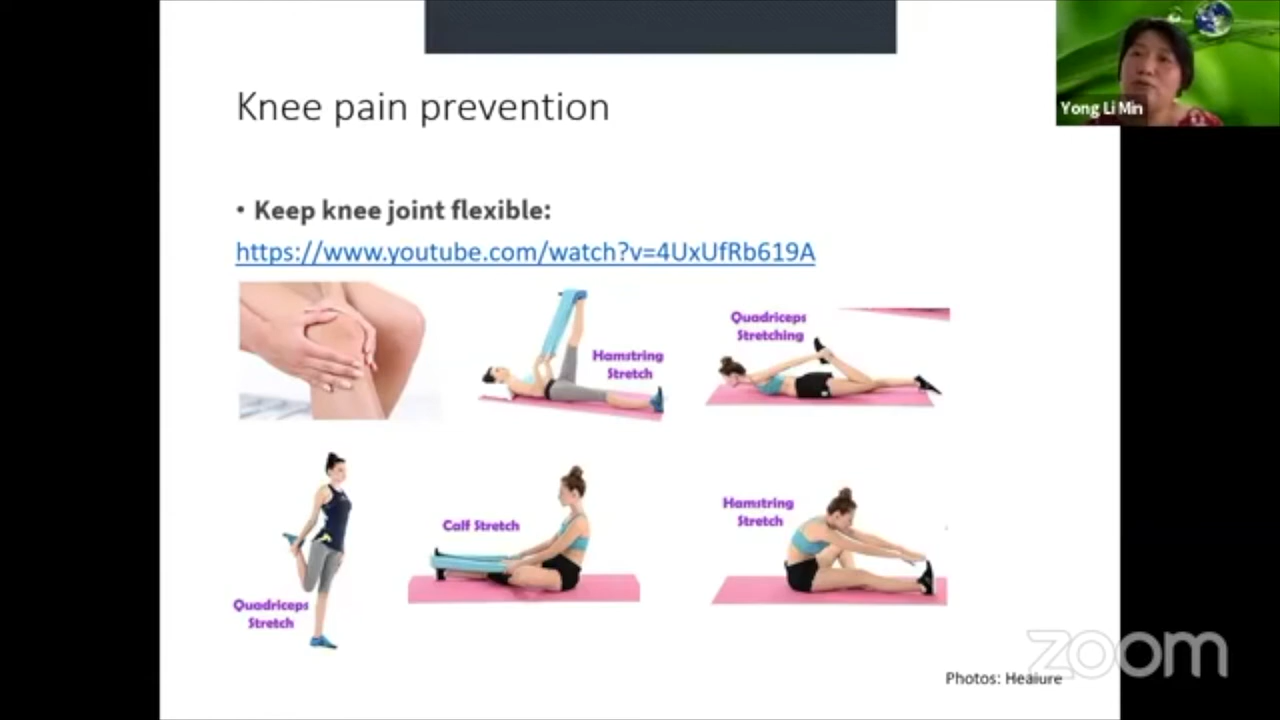 Yong Li Min
Knee pain prevention
• Keep knee joint flexible:
https://www.youtube.com/watch?v=4UxUfRb619A
Hamstring
Stretch
Quadriceps
Stretching
Quadriceps
Stretch
Calf Stretch
Hamstring
Stretch
zoom
Photos: Healure